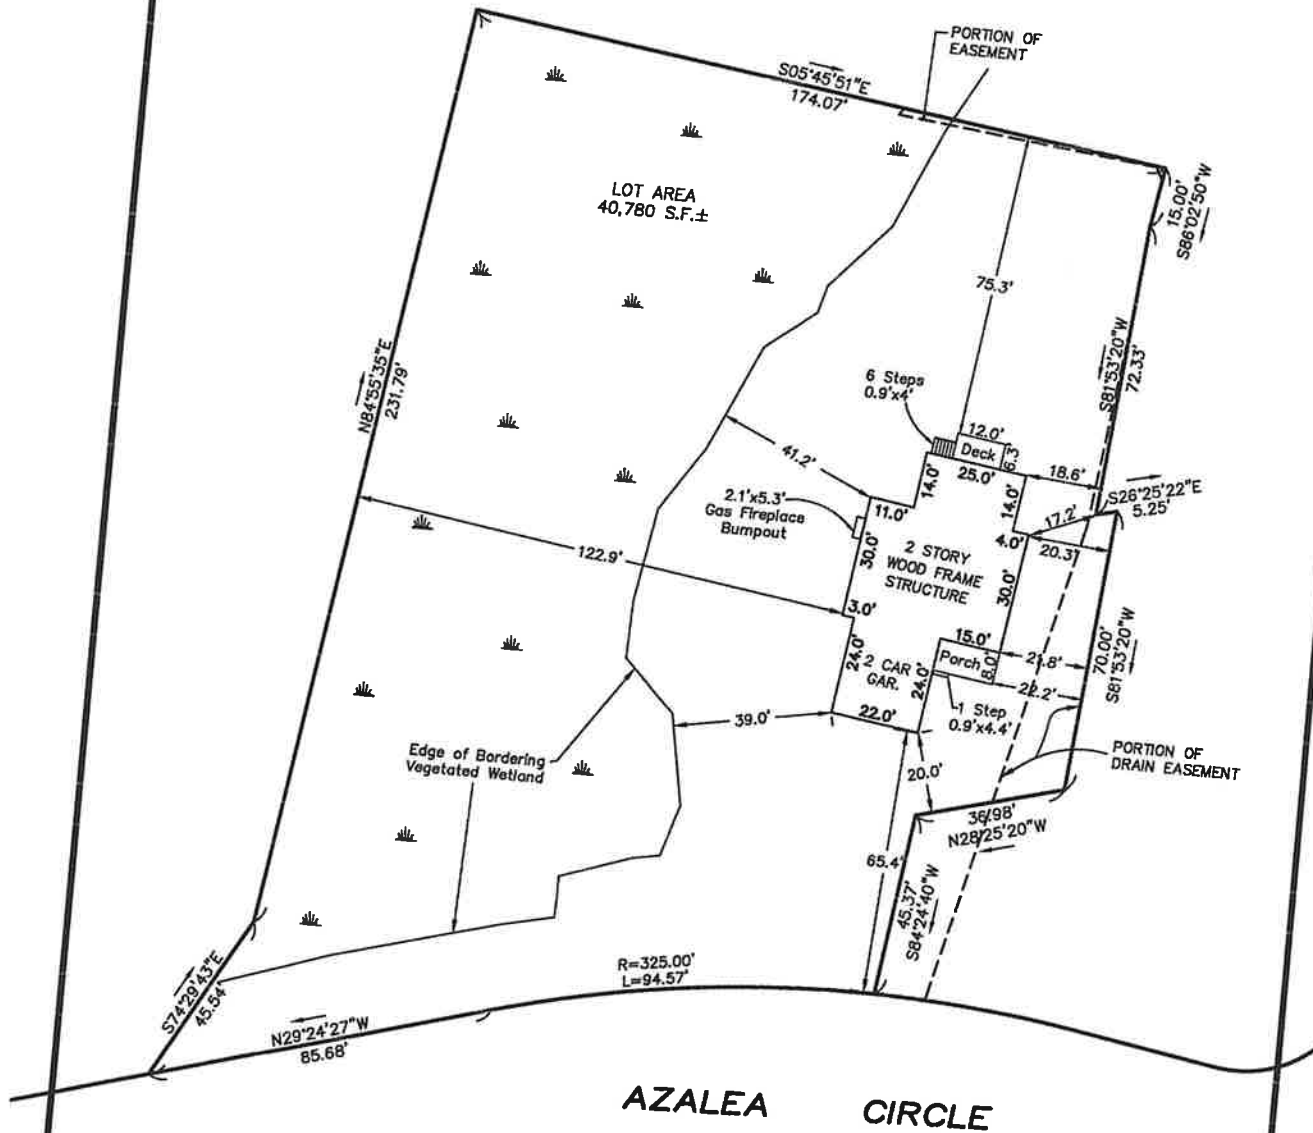 PORTION OF
EASEMENT
S05°45'51"E
174.07'
LOT AREA
40,780 S.F.±
15.00'
S86°02'50"W
75.3'
N84°55'35"E
231.79'
S81°53'20"W
72.33'
6 Steps
0.9'x4'
12.0'
Deck
6.3'
41.2'
14.0'
25.0'
18.6'
2.1'x5.3'
Gas Fireplace
Bumpout
11.0'
14.0'
17.2'
S26°25'22"E
5.25'
122.9'
30.0'
2 STORY
WOOD FRAME
STRUCTURE
4.0'
20.3'
30.0'
3.0'
15.0'
24.0'
2 CAR
GAR.
24.0'
Porch
8.0'
21.8'
70.00'
S81°53'20"W
22.2'
39.0'
22.0'
1 Step
0.9'x4.4'
Edge of Bordering
Vegetated Wetland
20.0'
PORTION OF
DRAIN EASEMENT
36.98'
N28°25'20"W
65.4'
45.37'
S84°24'40"W
S74°29'43"E
45.54'
R=325.00'
L=94.57'
N29°24'27"W
85.68'
AZALEA CIRCLE